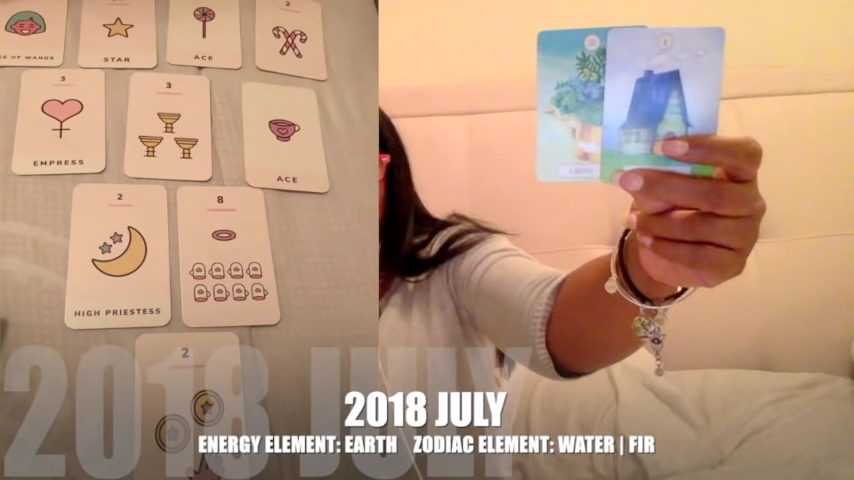 OF WANDS
STAR
ACE
2
3
EMPRESS
3
ACE
2
HIGH PRIESTESS
8
2
2018 JULY
2018 JULY
ENERGY ELEMENT: EARTH ZODIAC ELEMENT: WATER | FIR